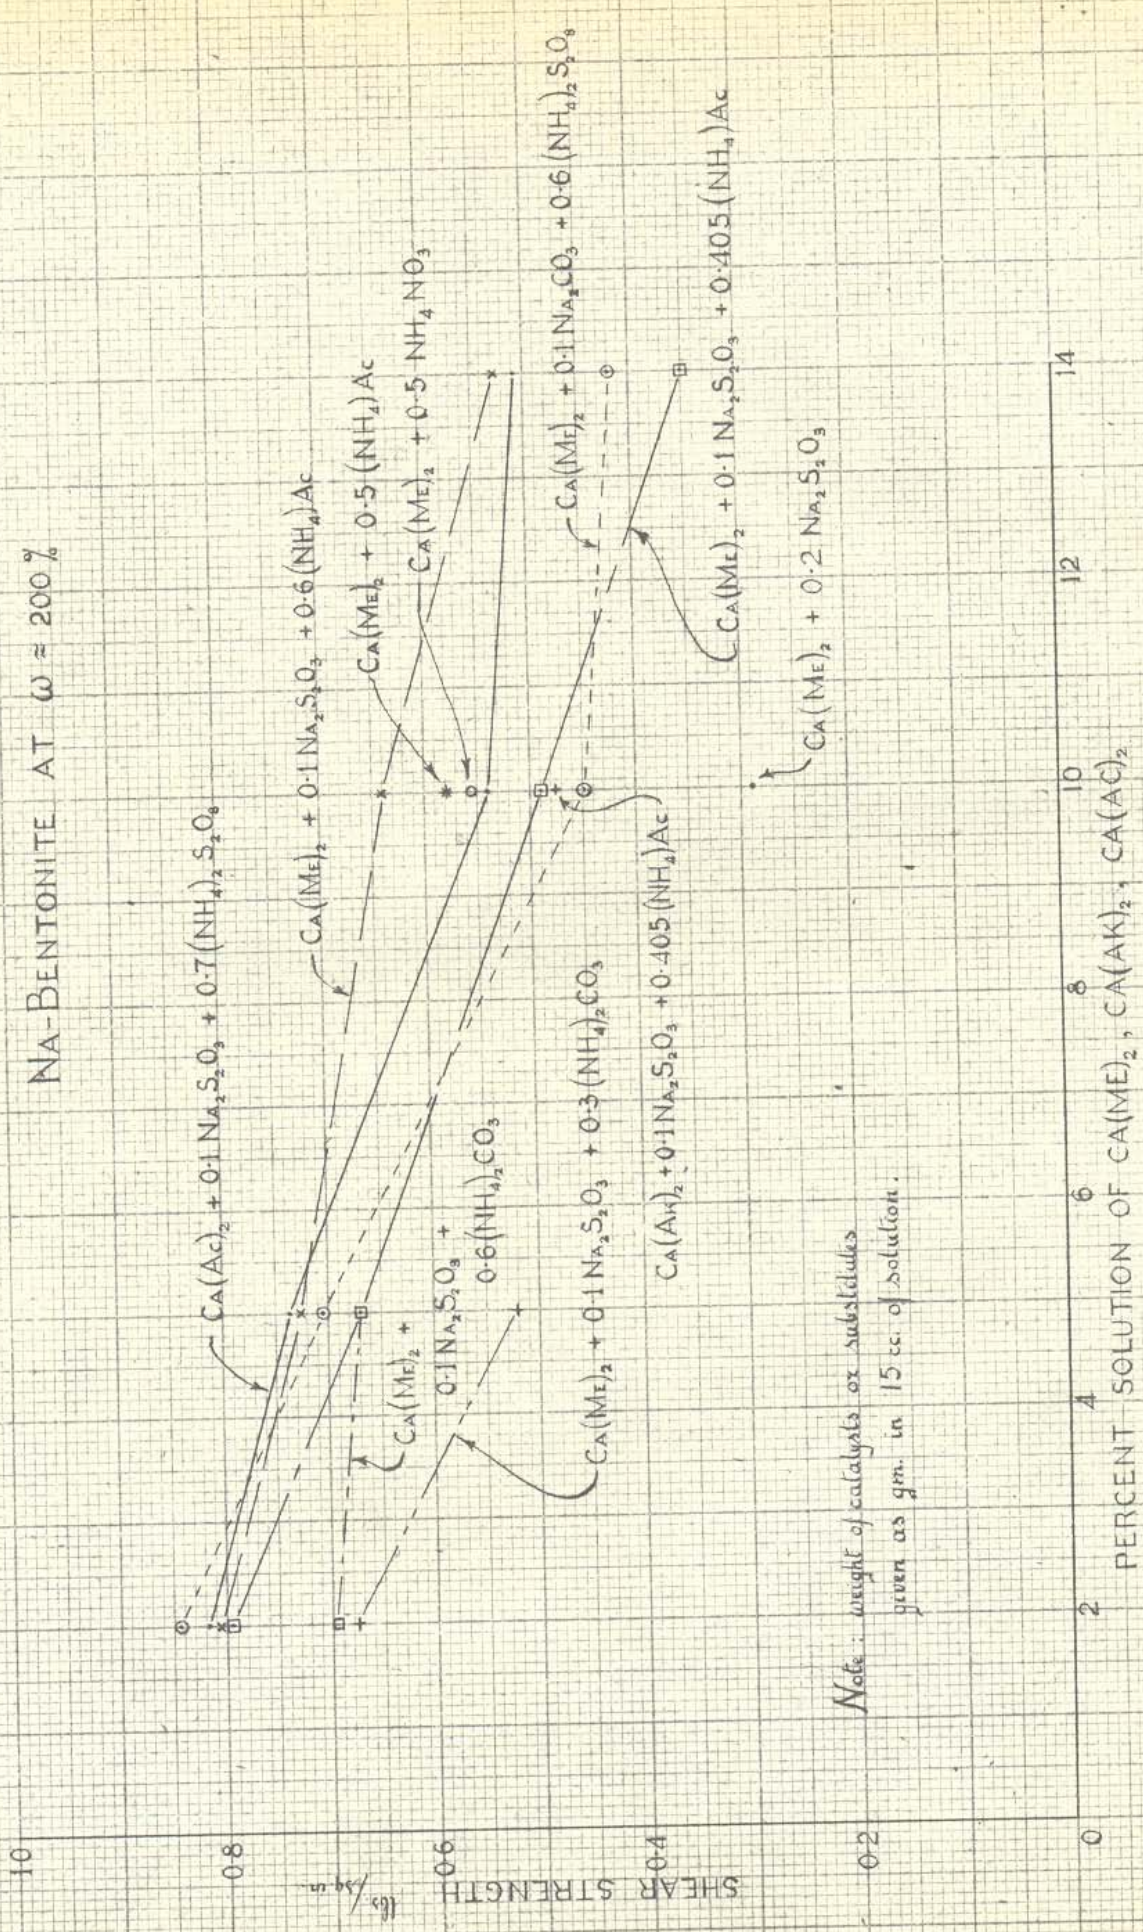 NA-BENTONITE AT ω ≈ 200%
CA(AC)₂ + 0·1 NA₂S₂O₃ + 0·7(NH₄)₂S₂O₈
CA(ME)₂ + 0·1 NA₂S₂O₃ + 0·6(NH₄)AC
CA(ME)₂ + 0·5(NH₄)AC
CA(ME)₂ + 0·5 NH₄NO₃
CA(ME)₂ + 0·1 NA₂CO₃ + 0·6(NH₄)₂S₂O₈
CA(ME)₂ + 0·1 NA₂S₂O₃ + 0·405(NH₄)AC
CA(ME)₂ + 0·2 NA₂S₂O₃
CA(ME)₂ +
0·1 NA₂S₂O₃ +
0·6(NH₄)₂CO₃
CA(ME)₂ + 0·1 NA₂S₂O₃ + 0·3(NH₄)₂CO₃
CA(AK)₂ + 0·1 NA₂S₂O₃ + 0·405(NH₄)AC
Note : weight of catalysts or substitutes
given as gm. in 15 cc. of solution.
1·0
0·8
0·6
0·4
0·2
0
SHEAR STRENGTH lbs/sq.in.
2
4
6
8
10
12
14
PERCENT SOLUTION OF CA(ME)₂, CA(AK)₂, CA(AC)₂